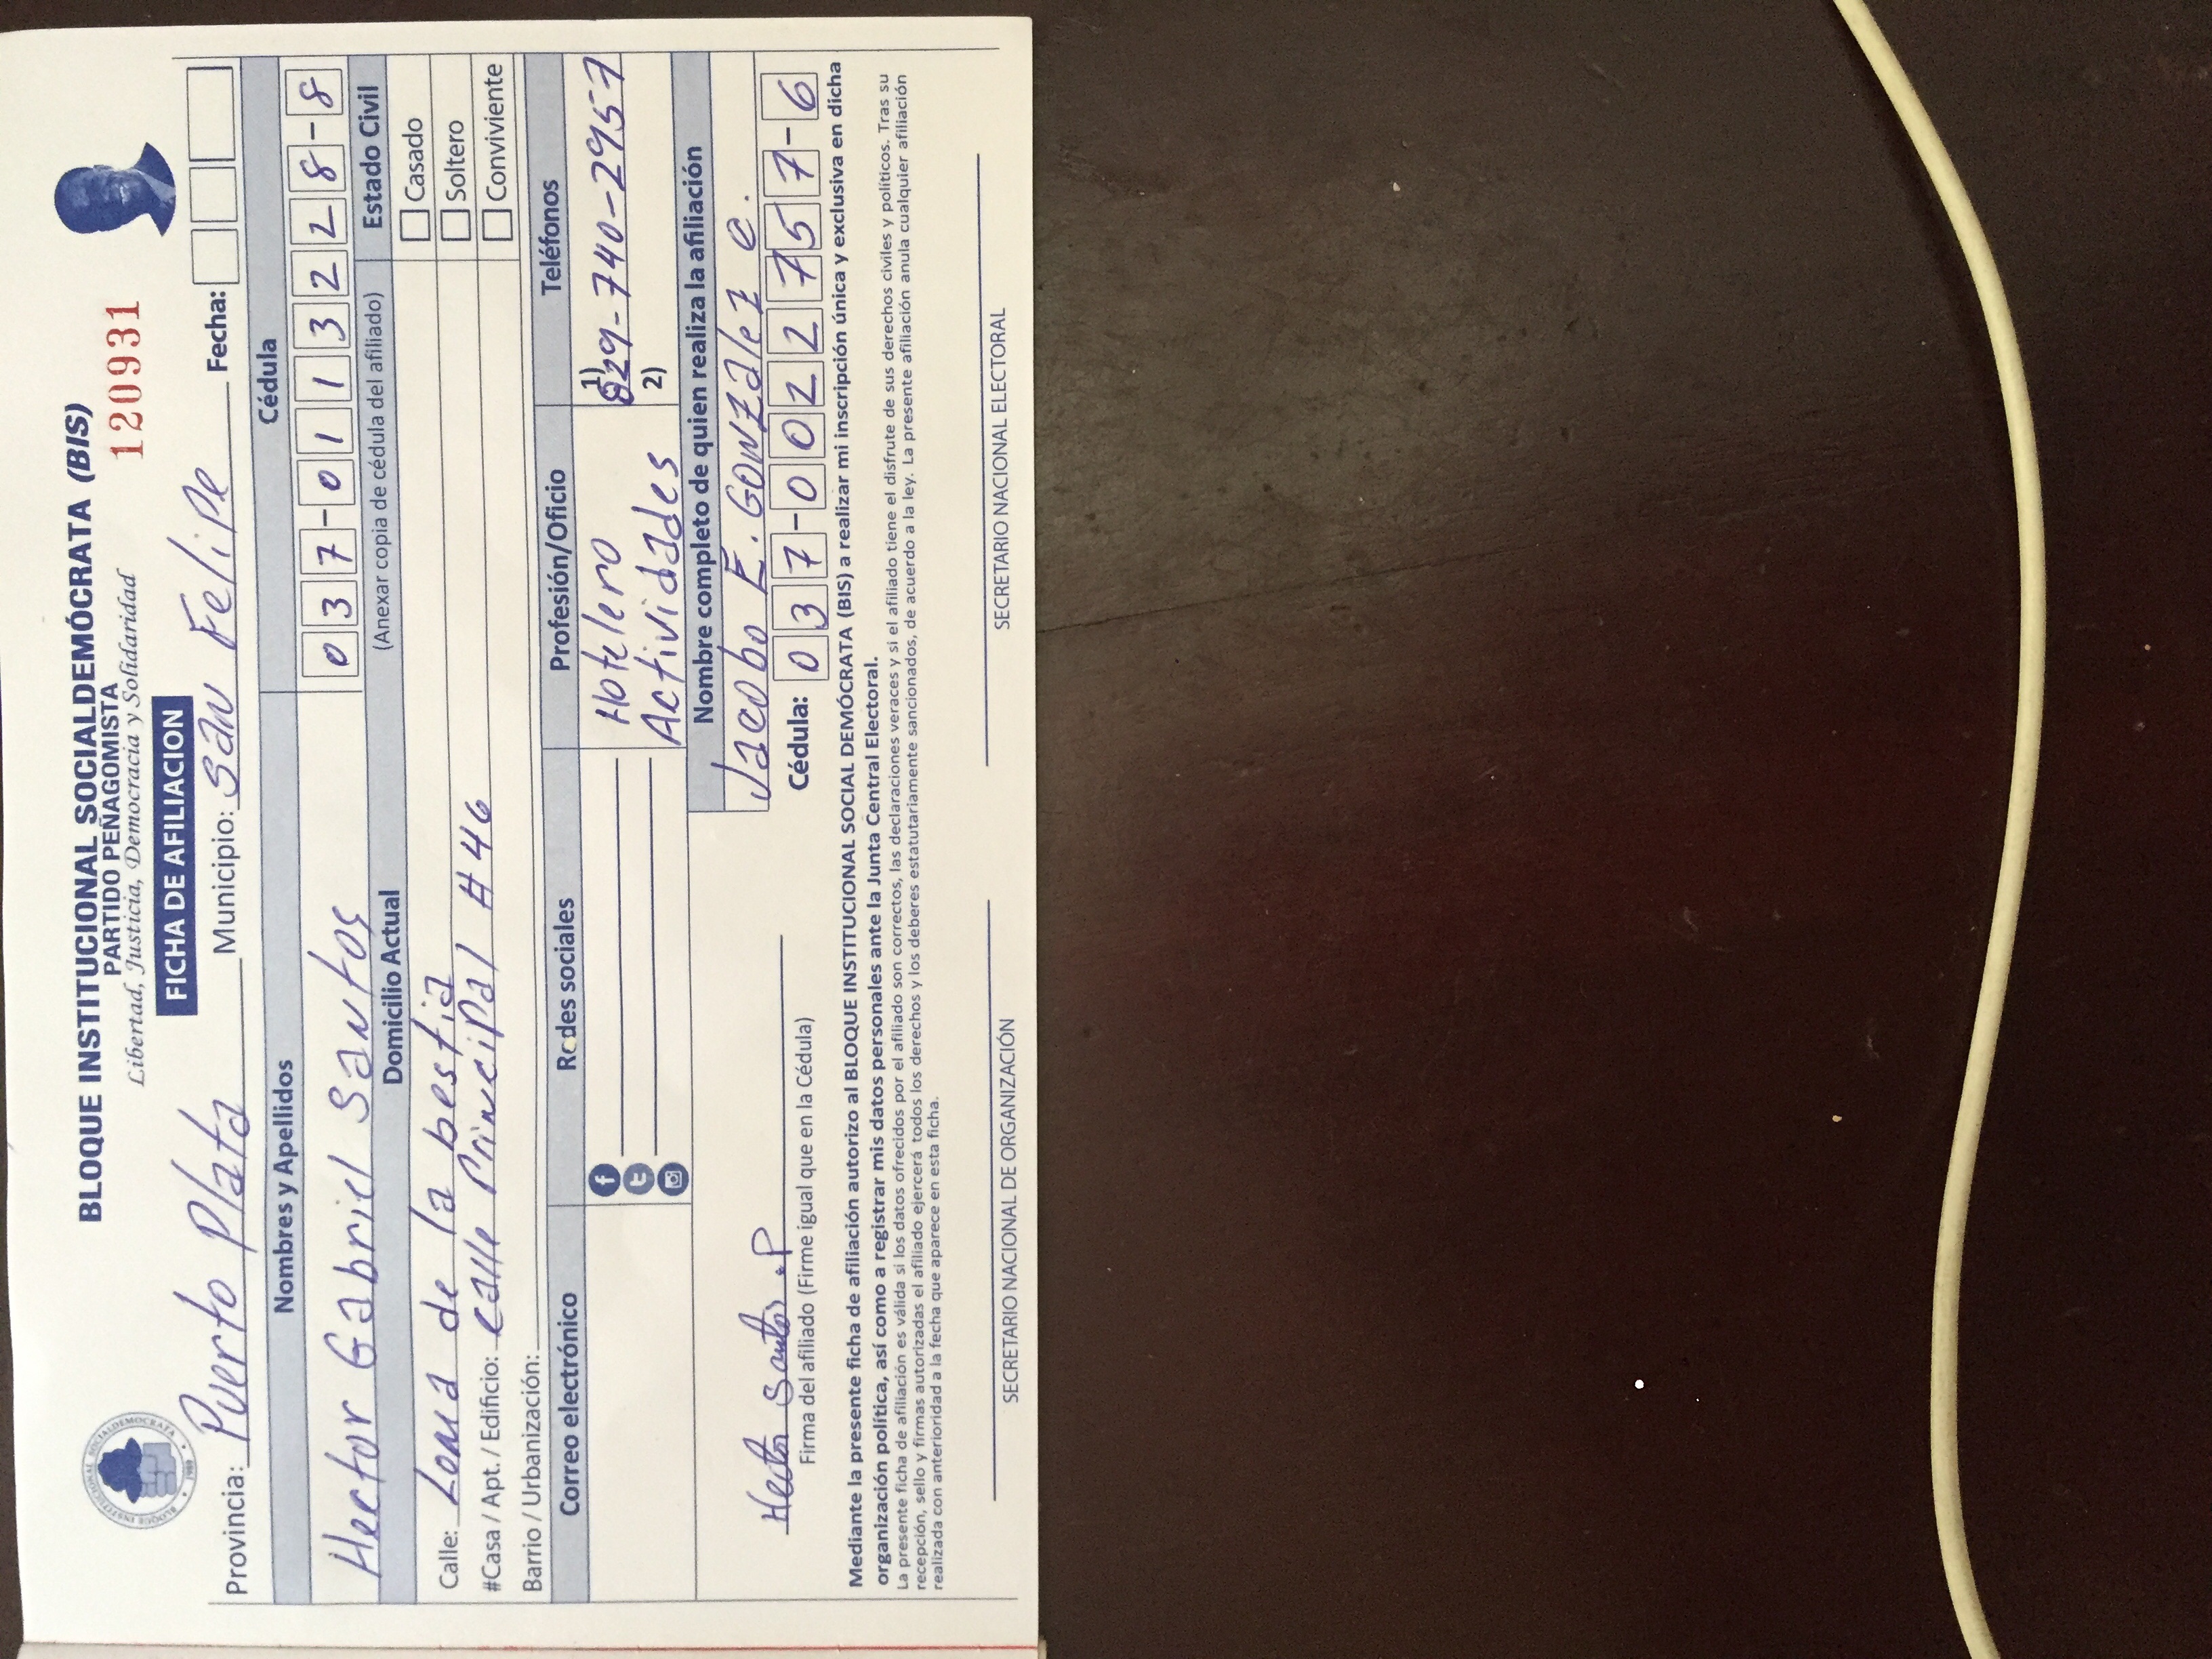 BLOQUE INSTITUCIONAL SOCIALDEMÓCRATA (BIS)
PARTIDO PEÑAGOMISTA
Libertad, Justicia, Democracia y Solidaridad
120931
FICHA DE AFILIACION
Provincia: Puerto Plata Municipio: San Felipe Fecha:
Nombres y Apellidos Cédula
Hector Gabriel Santos 037-0113228-8
Domicilio Actual (Anexar copia de cédula del afiliado) Estado Civil
Calle: Loma de la bestia Casado
#Casa / Apt. / Edificio: calle Principal # 46 Soltero
Barrio / Urbanización: Conviviente
Correo electrónico Redes sociales Profesión/Oficio Teléfonos
Hotelero 1) 829-740-2957
Actividades 2)
Nombre completo de quien realiza la afiliación
Jacobo E. Gonzalez c.
Cédula: 037-0022757-6
Hector Santos . P
Firma del afiliado (Firme igual que en la Cédula)
Mediante la presente ficha de afiliación autorizo al BLOQUE INSTITUCIONAL SOCIAL DEMÓCRATA (BIS) a realizar mi inscripción única y exclusiva en dicha
organización política, así como a registrar mis datos personales ante la Junta Central Electoral.
La presente ficha de afiliación es válida si los datos ofrecidos por el afiliado son correctos, las declaraciones veraces y si el afiliado tiene el disfrute de sus derechos civiles y políticos. Tras su
recepción, sello y firmas autorizadas el afiliado ejercerá todos los derechos y los deberes estatutariamente sancionados, de acuerdo a la ley. La presente afiliación anula cualquier afiliación
realizada con anterioridad a la fecha que aparece en esta ficha.
SECRETARIO NACIONAL DE ORGANIZACIÓN SECRETARIO NACIONAL ELECTORAL